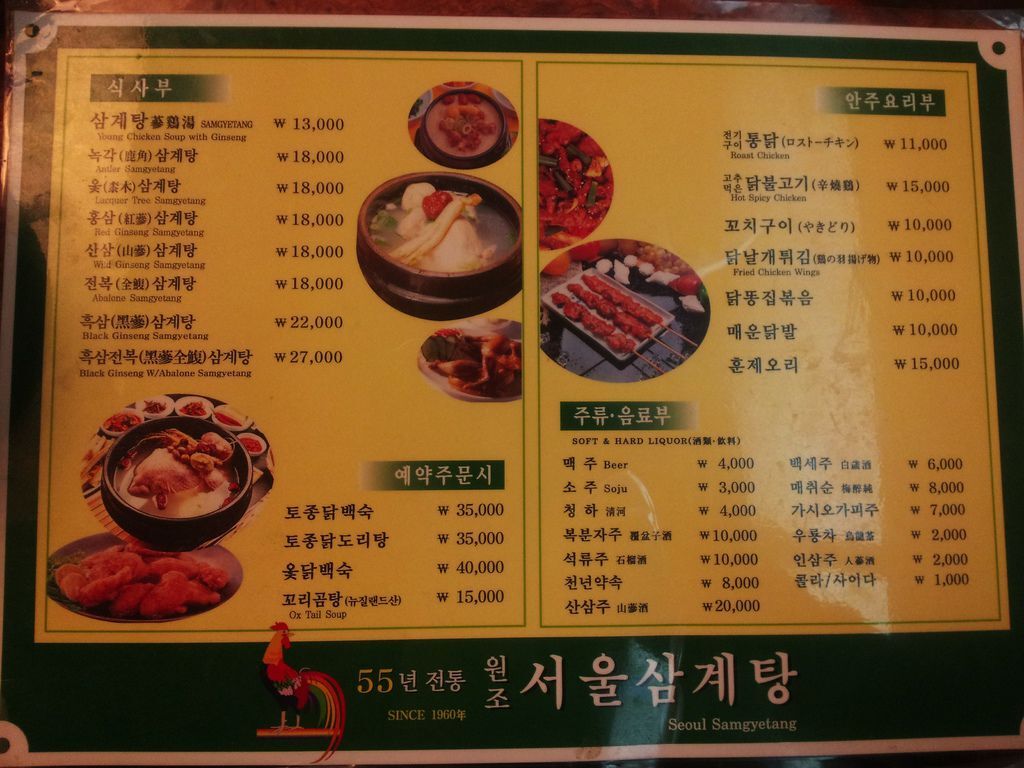 식사부
삼계탕 蔘鷄湯 SAMGYETANG ₩ 13,000
Young Chicken Soup with Ginseng
녹각(鹿角)삼계탕 ₩ 18,000
Antler Samgyetang
옻(桼木)삼계탕 ₩ 18,000
Lacquer Tree Samgyetang
홍삼(紅蔘)삼계탕 ₩ 18,000
Red Ginseng Samgyetang
산삼(山蔘)삼계탕 ₩ 18,000
Wild Ginseng Samgyetang
전복(全鰒)삼계탕 ₩ 18,000
Abalone Samgyetang
흑삼(黑蔘)삼계탕 ₩ 22,000
Black Ginseng Samgyetang
흑삼전복(黑蔘全鰒)삼계탕 ₩ 27,000
Black Ginseng W/Abalone Samgyetang
예약주문시
토종닭백숙 ₩ 35,000
토종닭도리탕 ₩ 35,000
옻닭백숙 ₩ 40,000
꼬리곰탕(뉴질랜드산) ₩ 15,000
Ox Tail Soup
안주요리부
전기구이 통닭(ロストーチキン) ₩ 11,000
Roast Chicken
고추먹은 닭불고기(辛燒鷄) ₩ 15,000
Hot Spicy Chicken
꼬치구이(やきどり) ₩ 10,000
닭날개튀김(鶏の羽揚げ物) ₩ 10,000
Fried Chicken Wings
닭똥집볶음 ₩ 10,000
매운닭발 ₩ 10,000
훈제오리 ₩ 15,000
주류·음료부
SOFT & HARD LIQUOR(酒類·飮料)
맥 주 Beer ₩ 4,000
소 주 Soju ₩ 3,000
청 하 淸河 ₩ 4,000
복분자주 覆盆子酒 ₩10,000
석류주 石榴酒 ₩10,000
천년약속 ₩ 8,000
산삼주 山蔘酒 ₩20,000
백세주 白歲酒 ₩ 6,000
매취순 梅醉純 ₩ 8,000
가시오가피주 ₩ 7,000
우롱차 烏龍茶 ₩ 2,000
인삼주 人蔘酒 ₩ 2,000
콜라/사이다 ₩ 1,000
55년 전통 원조 서울삼계탕
SINCE 1960年
Seoul Samgyetang